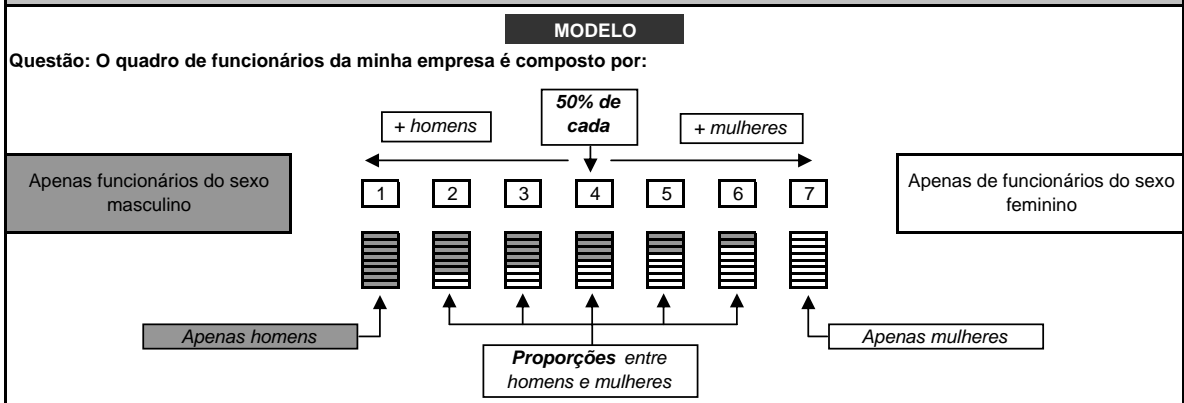 MODELO
Questão: O quadro de funcionários da minha empresa é composto por:
50% de
cada
+ homens
+ mulheres
Apenas funcionários do sexo
masculino
1 2 3 4 5 6 7
Apenas de funcionários do sexo
feminino
Apenas homens
Proporções entre
homens e mulheres
Apenas mulheres